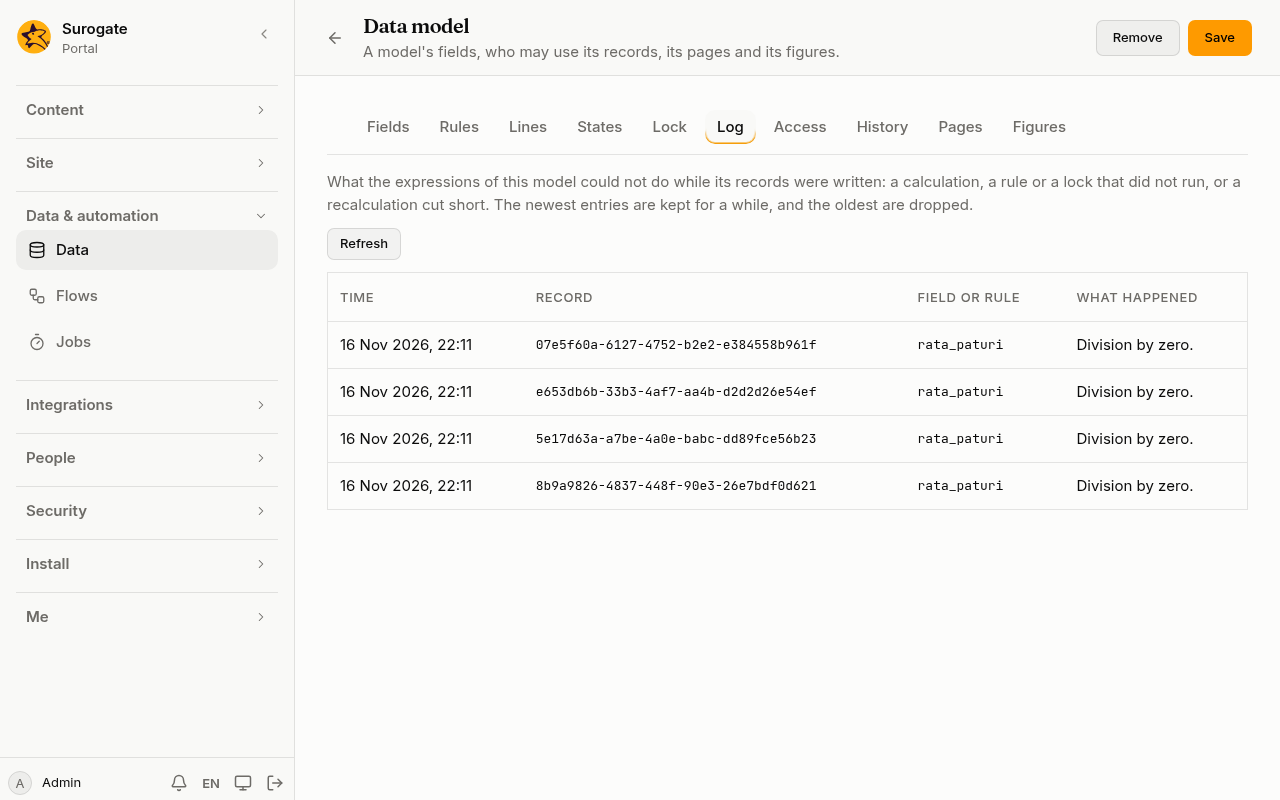 Surogate
Portal
Content
Site
Data & automation
Data
Flows
Jobs
Integrations
People
Security
Install
Me
A
Admin
EN
Data model
A model's fields, who may use its records, its pages and its figures.
Remove
Save
Fields
Rules
Lines
States
Lock
Log
Access
History
Pages
Figures
What the expressions of this model could not do while its records were written: a calculation, a rule or a lock that did not run, or a
recalculation cut short. The newest entries are kept for a while, and the oldest are dropped.
Refresh
TIME RECORD FIELD OR RULE WHAT HAPPENED
16 Nov 2026, 22:11 07e5f60a-6127-4752-b2e2-e384558b961f rata_paturi Division by zero.
16 Nov 2026, 22:11 e653db6b-33b3-4af7-aa4b-d2d2d26e54ef rata_paturi Division by zero.
16 Nov 2026, 22:11 5e17d63a-a7be-4a0e-babc-dd89fce56b23 rata_paturi Division by zero.
16 Nov 2026, 22:11 8b9a9826-4837-448f-90e3-26e7bdf0d621 rata_paturi Division by zero.